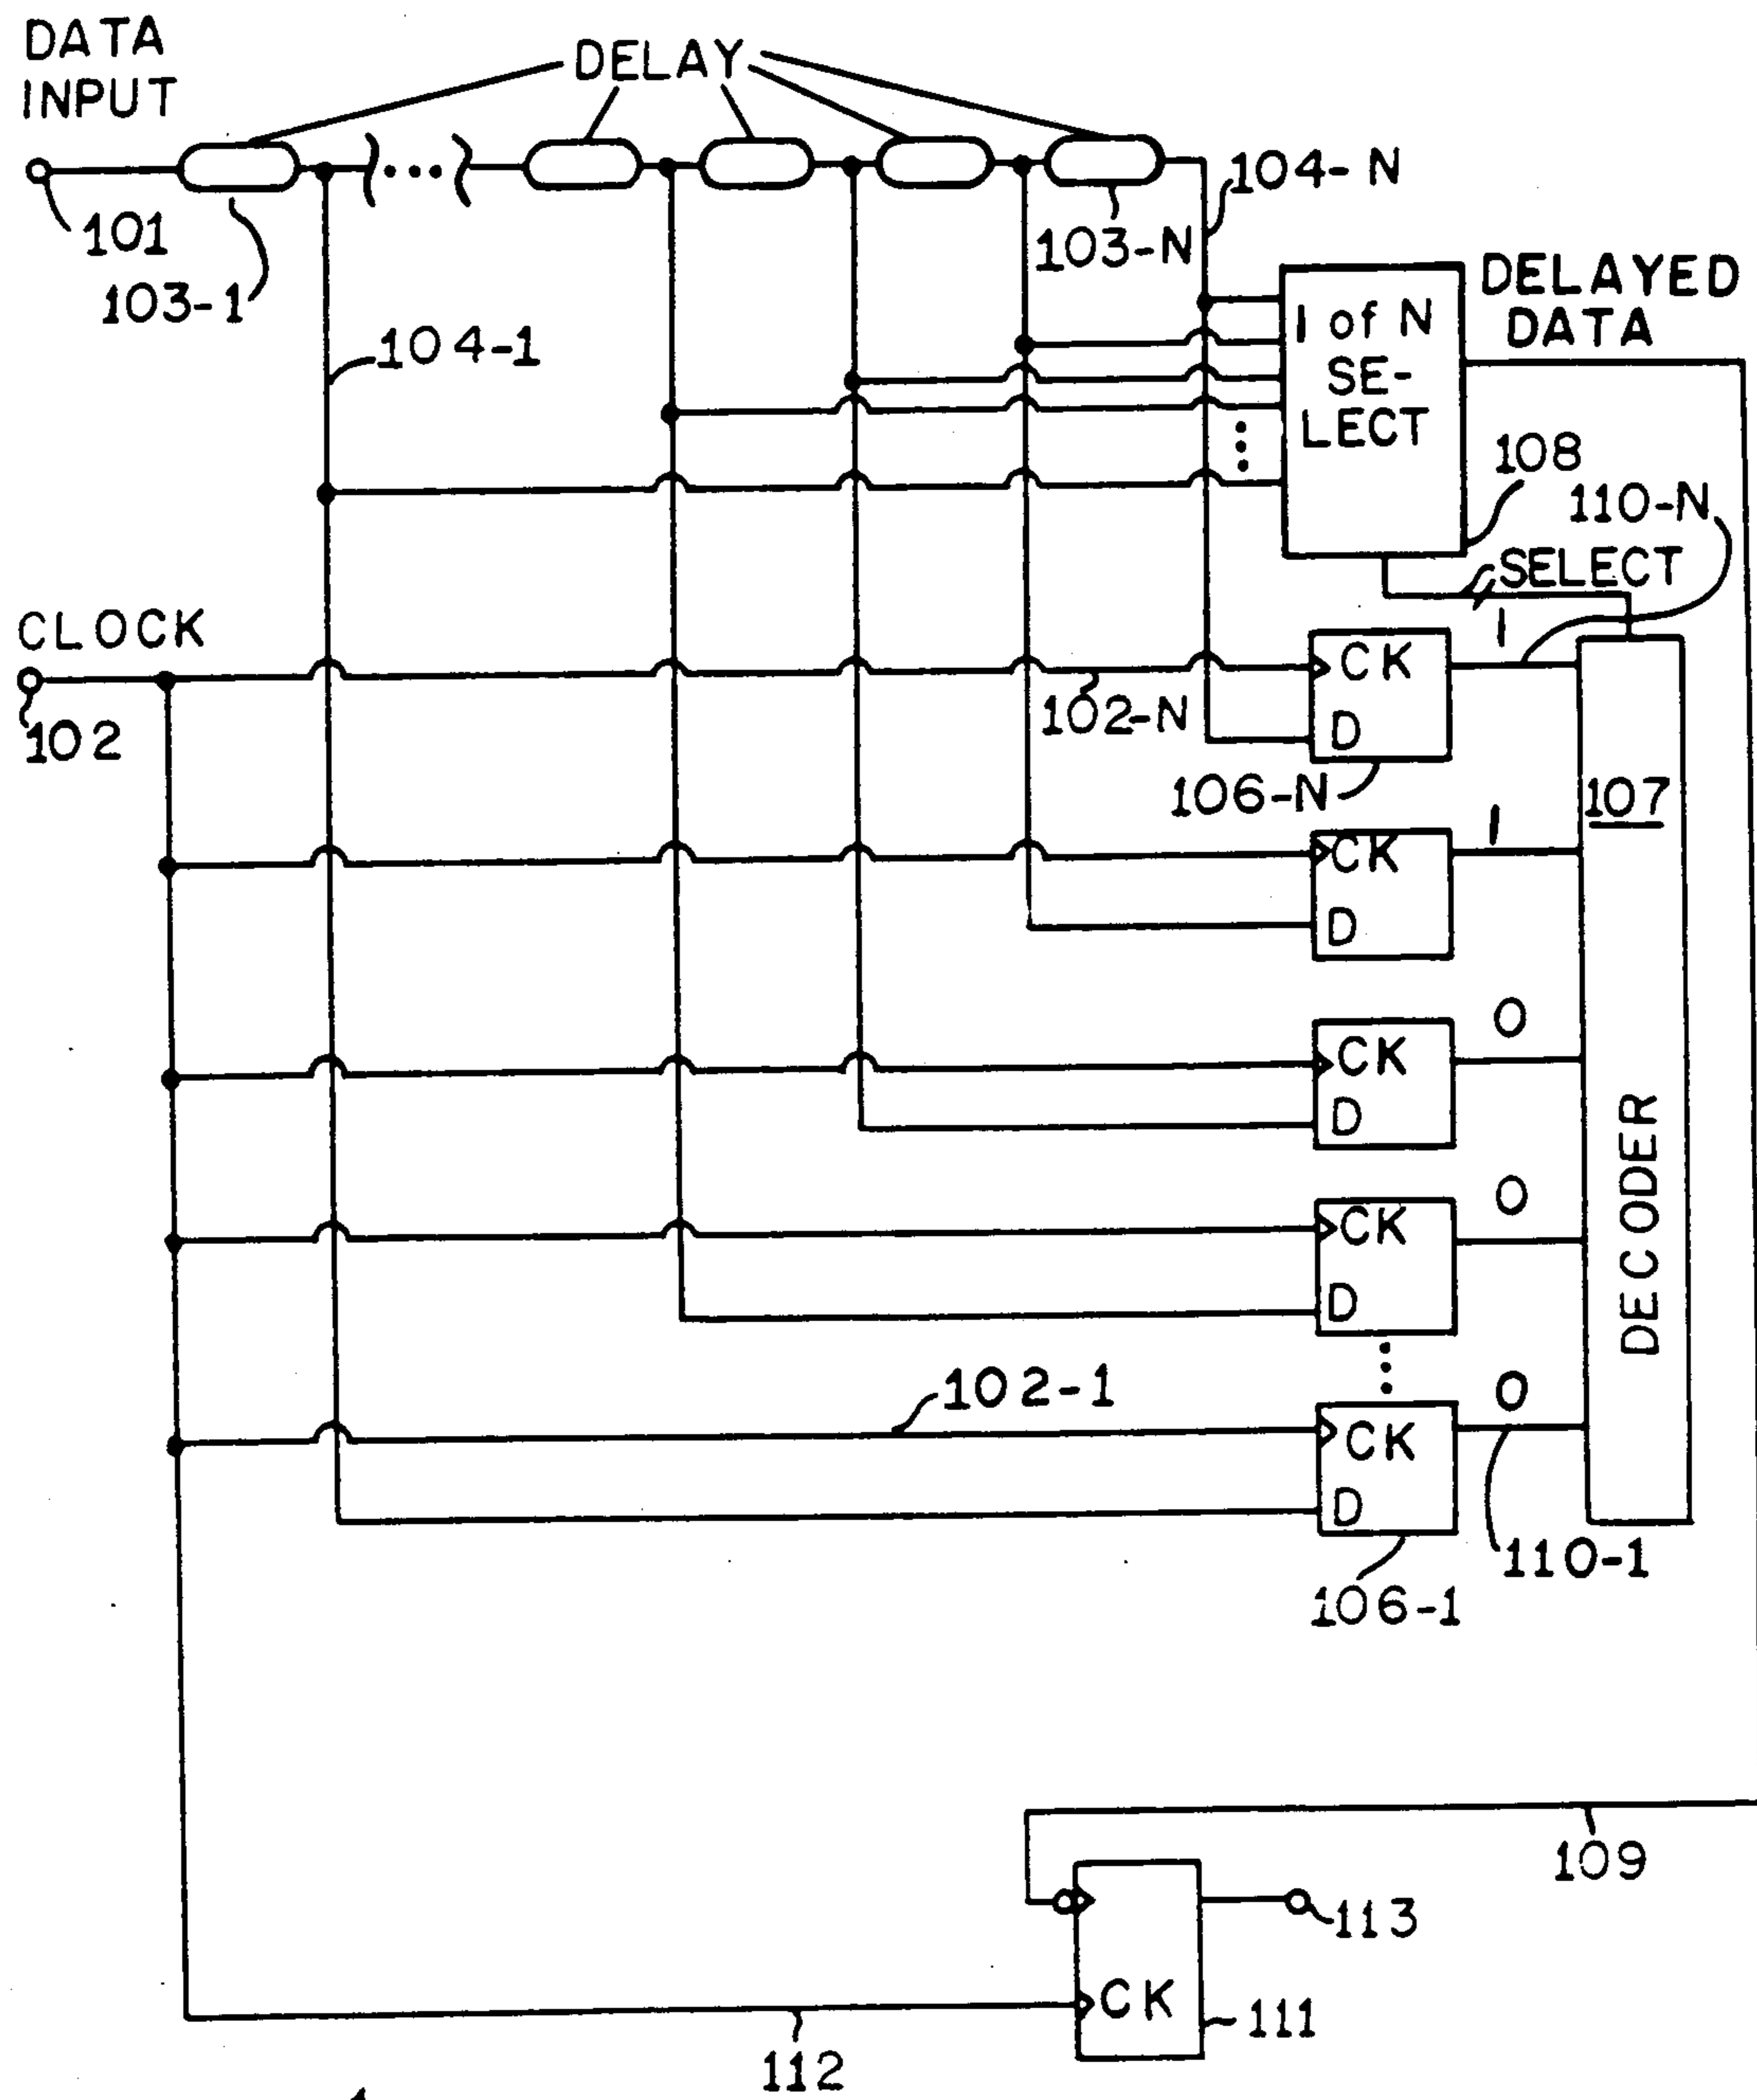 DATA
INPUT
DELAY
101
103-1
104-1
103-N
104-N
1 of N
SE-
LECT
DELAYED
DATA
108
110-N
SELECT
CLOCK
102
102-N
CK
D
1
106-N
107
CK
D
1
CK
D
0
CK
D
0
DECODER
102-1
CK
D
0
110-1
106-1
109
113
CK
111
112